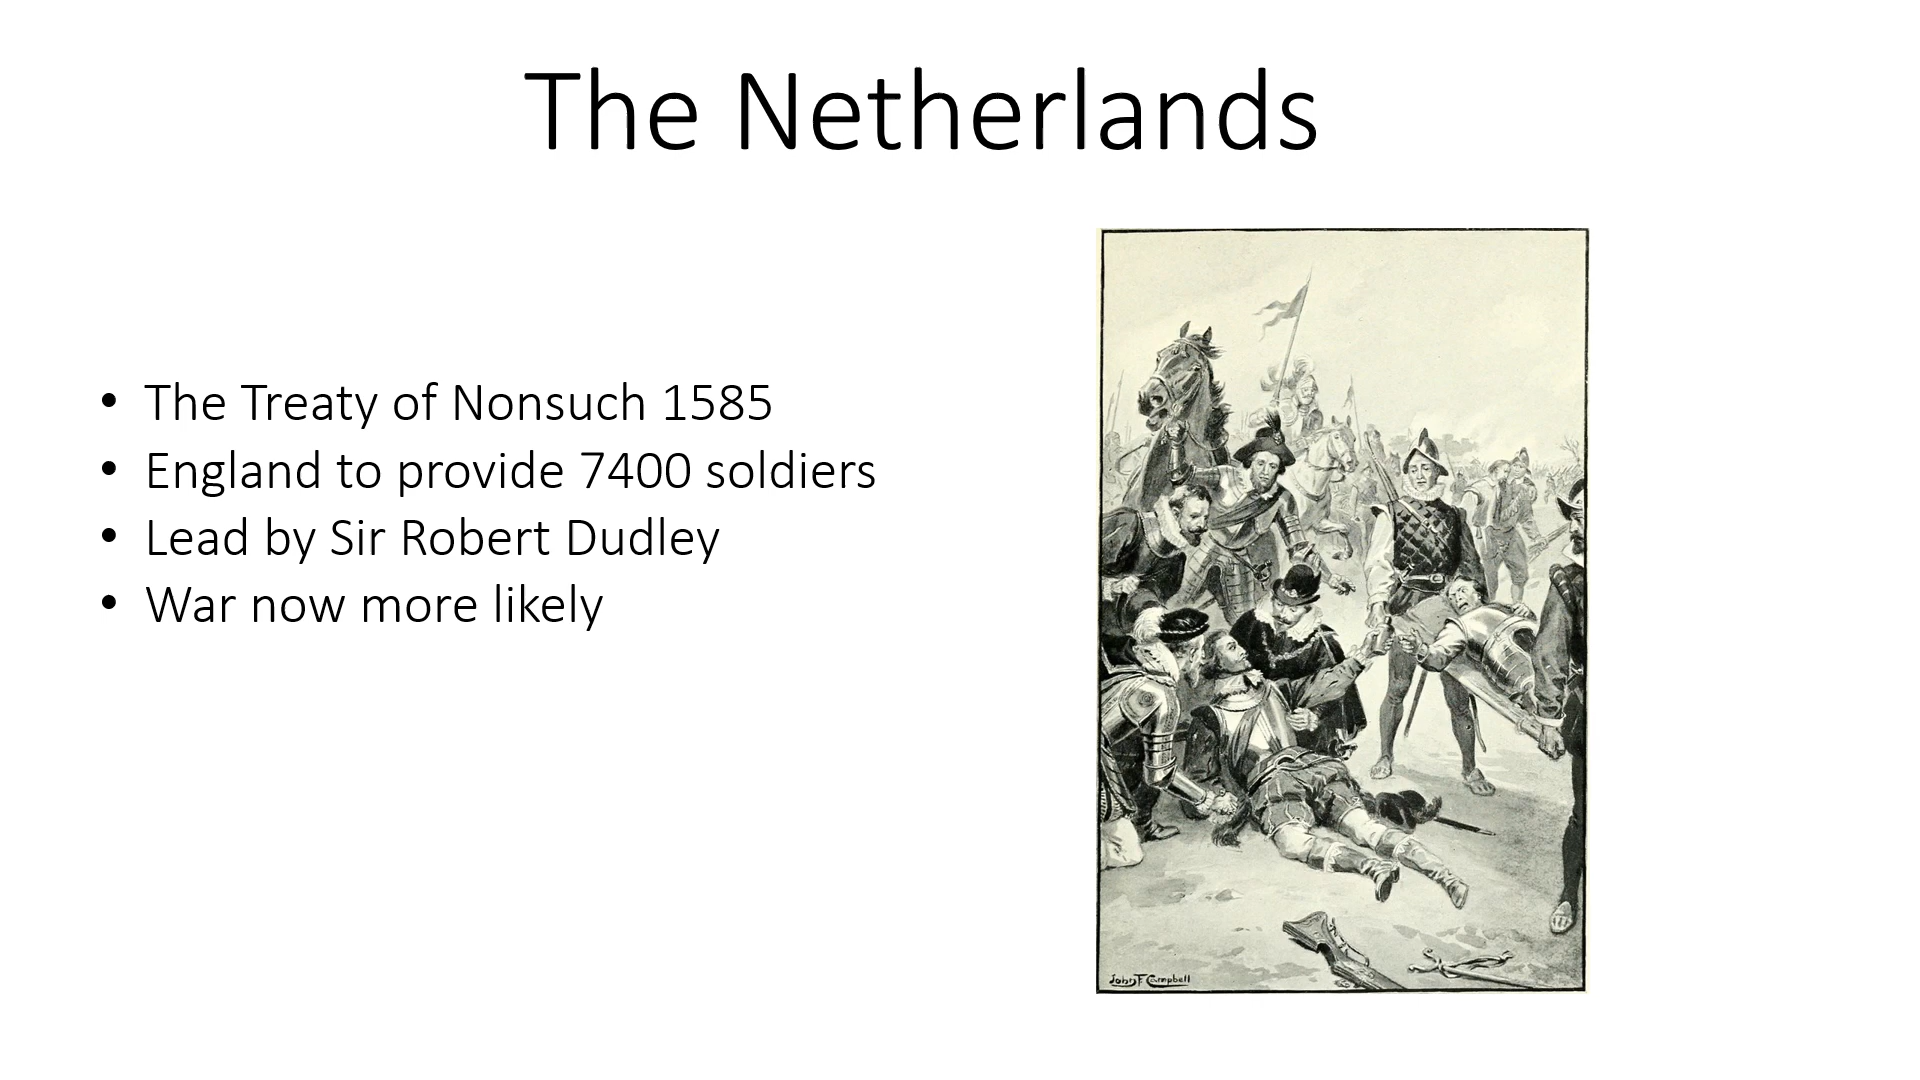 The Netherlands
• The Treaty of Nonsuch 1585
• England to provide 7400 soldiers
• Lead by Sir Robert Dudley
• War now more likely
John F. Campbell